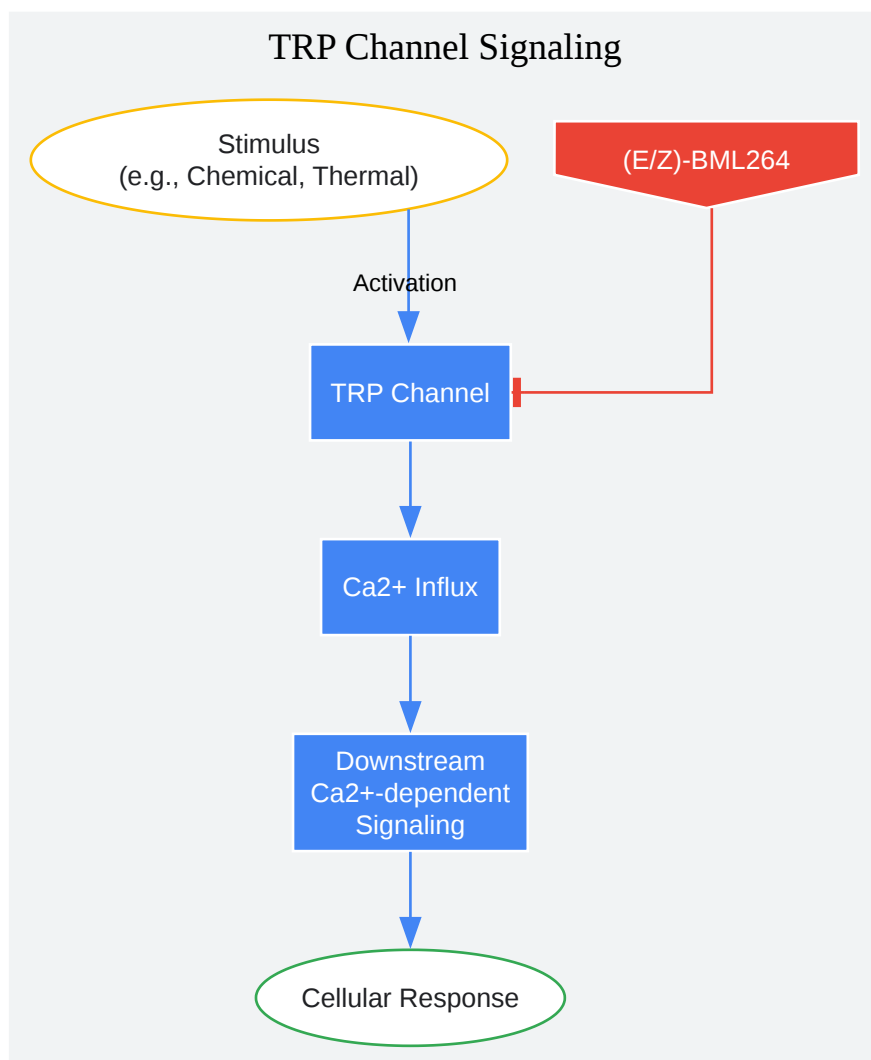 TRP Channel Signaling
Stimulus
(e.g., Chemical, Thermal)
(E/Z)-BML264
Activation
TRP Channel
Ca2+ Influx
Downstream
Ca2+-dependent
Signaling
Cellular Response